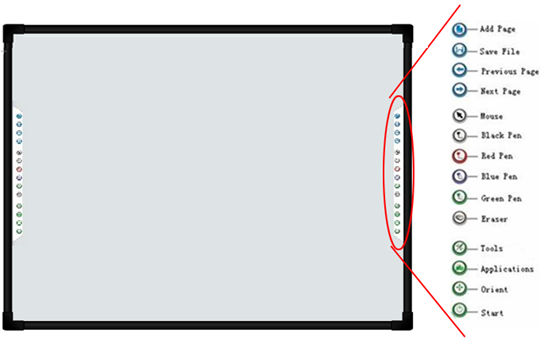 Add Page
Save File
Previous Page
Next Page
Mouse
Black Pen
Red Pen
Blue Pen
Green Pen
Eraser
Tools
Applications
Orient
Start